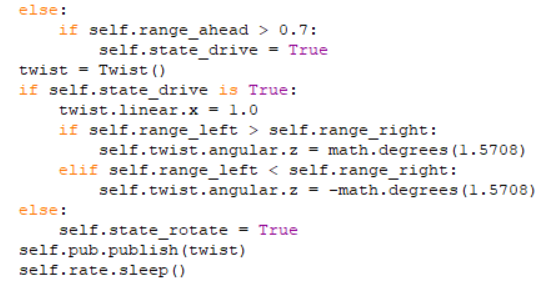 else:
    if self.range_ahead > 0.7:
        self.state_drive = True
twist = Twist()
if self.state_drive is True:
    twist.linear.x = 1.0
    if self.range_left > self.range_right:
        self.twist.angular.z = math.degrees(1.5708)
    elif self.range_left < self.range_right:
        self.twist.angular.z = -math.degrees(1.5708)
else:
    self.state_rotate = True
self.pub.publish(twist)
self.rate.sleep()